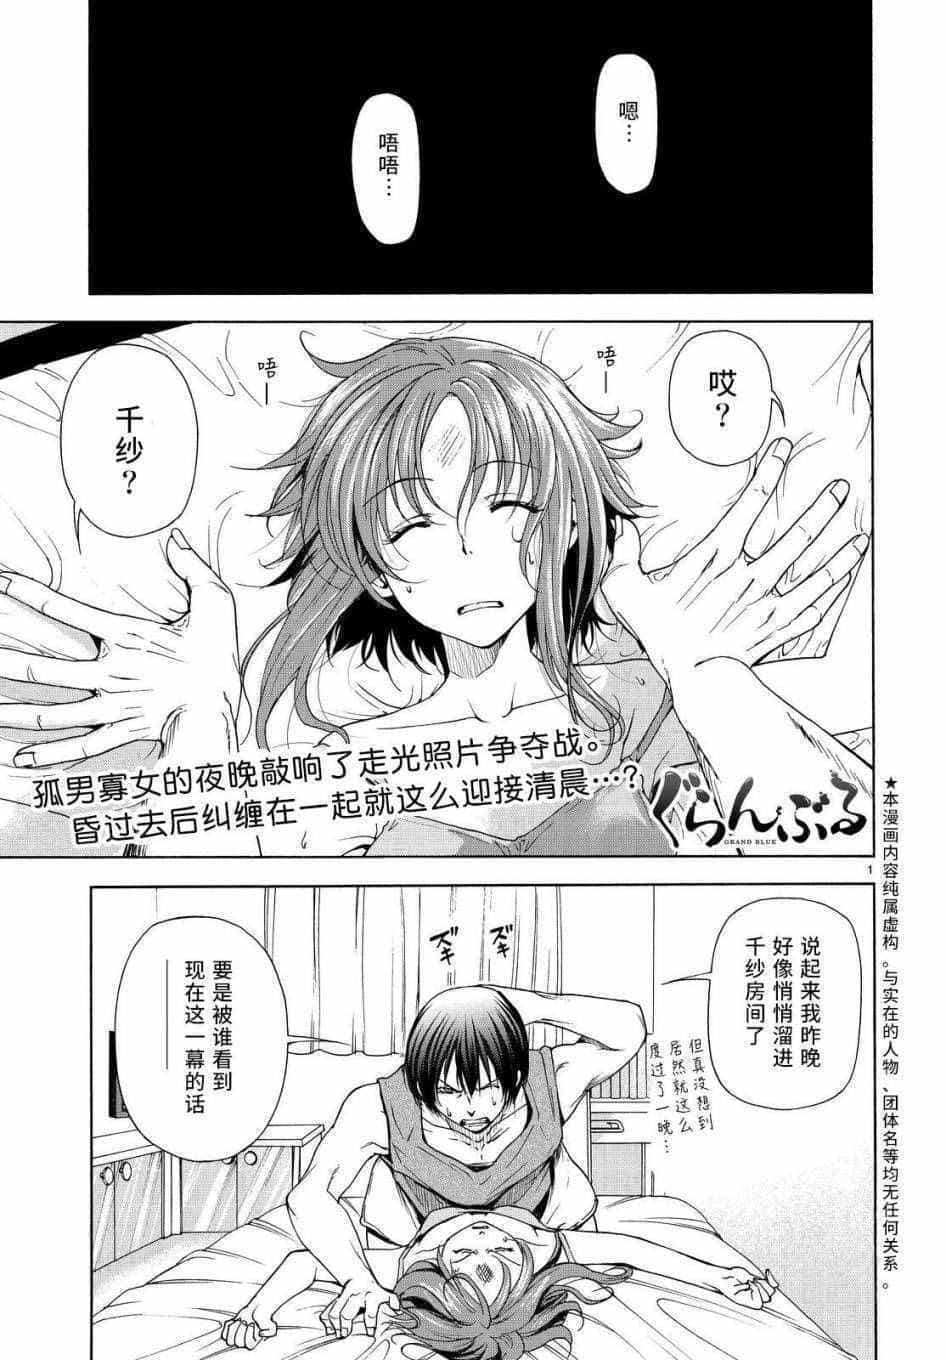 嗯…
唔唔…
哎？
唔—
唔—
千纱？
孤男寡女的夜晚敲响了走光照片争夺战。
昏过去后纠缠在一起就这么迎接清晨…？
ぐらんぶる
GRAND BLUE
1
★本漫画内容纯属虚构。与实在的人物、团体名等均无任何关系。
说起来我昨晚
好像悄悄溜进
千纱房间了
但真没想到
居然就这么
度过了一晚…
ズキ
ズキ
要是被谁看到
现在这一幕的话
——